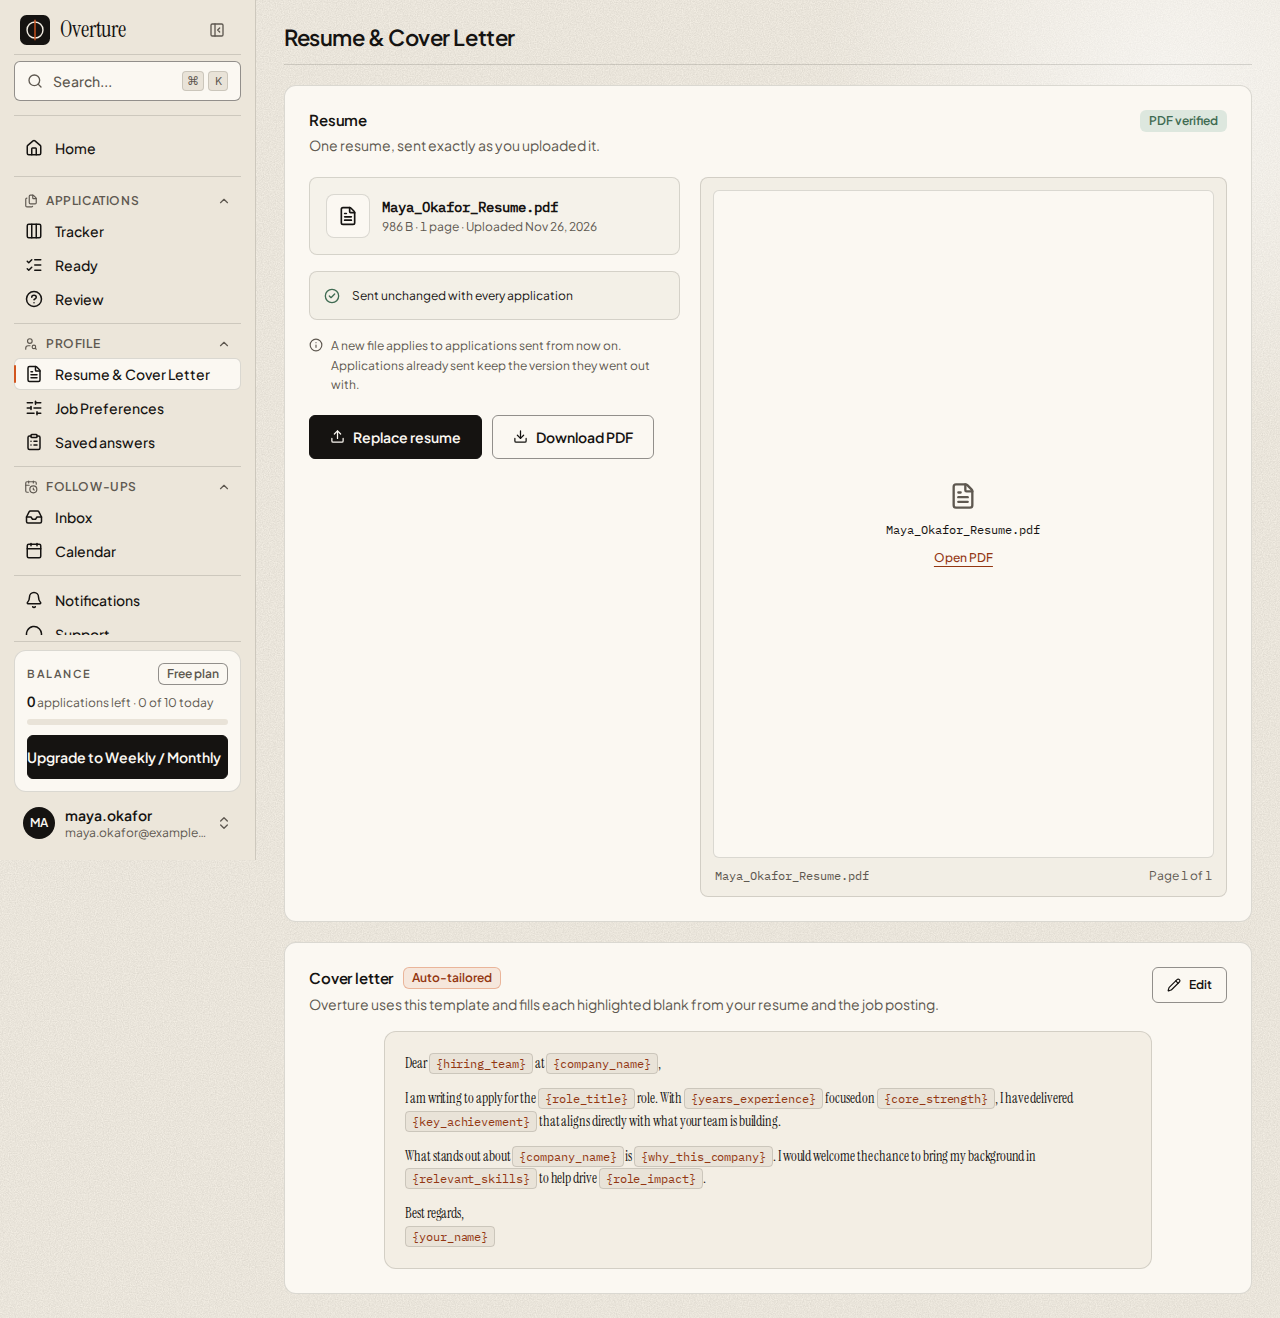 Overture
Search...
⌘ K
Home
APPLICATIONS
Tracker
Ready
Review
PROFILE
Resume & Cover Letter
Job Preferences
Saved answers
FOLLOW-UPS
Inbox
Calendar
Notifications
Support
BALANCE
Free plan
0 applications left · 0 of 10 today
Upgrade to Weekly / Monthly
MA
maya.okafor
maya.okafor@example...
Resume & Cover Letter
Resume
PDF verified
One resume, sent exactly as you uploaded it.
Maya_Okafor_Resume.pdf
986 B · 1 page · Uploaded Nov 26, 2026
Sent unchanged with every application
A new file applies to applications sent from now on.
Applications already sent keep the version they went out
with.
Replace resume
Download PDF
Maya_Okafor_Resume.pdf
Open PDF
Maya_Okafor_Resume.pdf
Page 1 of 1
Cover letter
Auto-tailored
Edit
Overture uses this template and fills each highlighted blank from your resume and the job posting.
Dear {hiring_team} at {company_name},
I am writing to apply for the {role_title} role. With {years_experience} focused on {core_strength}, I have delivered
{key_achievement} that aligns directly with what your team is building.
What stands out about {company_name} is {why_this_company}. I would welcome the chance to bring my background in
{relevant_skills} to help drive {role_impact}.
Best regards,
{your_name}